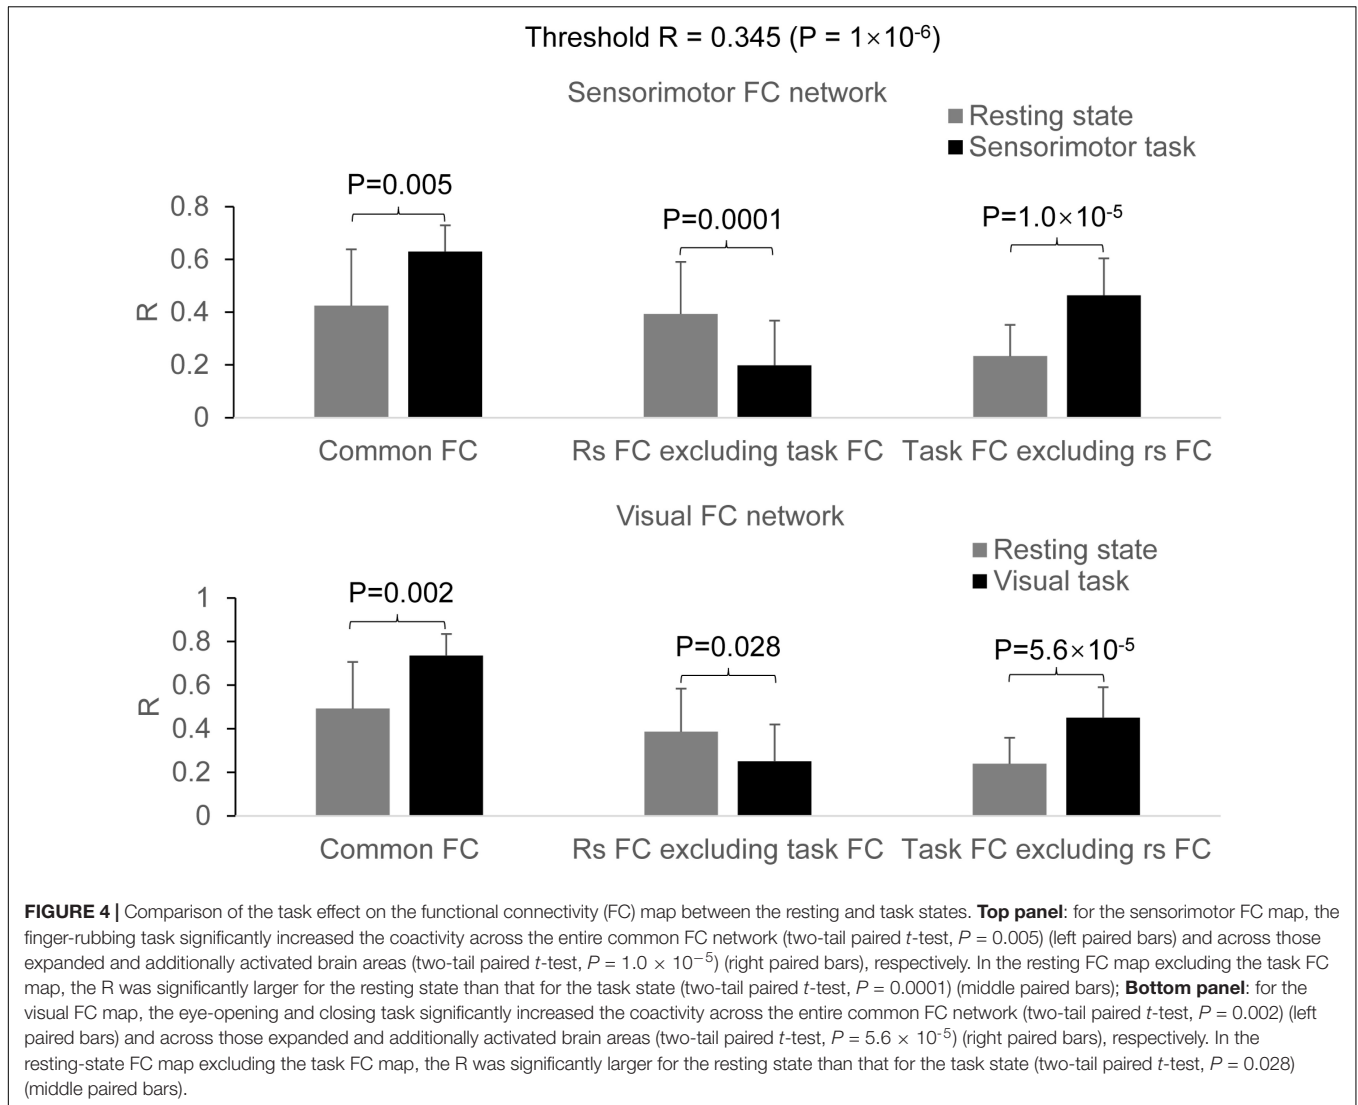 Threshold R = 0.345 (P = 1×10⁻⁶)
Sensorimotor FC network
Resting state
Sensorimotor task
P=0.005
P=0.0001
P=1.0×10⁻⁵
0.8
0.6
0.4
0.2
0
R
Common FC
Rs FC excluding task FC
Task FC excluding rs FC
Visual FC network
Resting state
Visual task
P=0.002
P=0.028
P=5.6×10⁻⁵
1
0.8
0.6
0.4
0.2
0
R
Common FC
Rs FC excluding task FC
Task FC excluding rs FC
FIGURE 4 | Comparison of the task effect on the functional connectivity (FC) map between the resting and task states. Top panel: for the sensorimotor FC map, the
finger-rubbing task significantly increased the coactivity across the entire common FC network (two-tail paired t-test, P = 0.005) (left paired bars) and across those
expanded and additionally activated brain areas (two-tail paired t-test, P = 1.0 × 10⁻⁵) (right paired bars), respectively. In the resting FC map excluding the task FC
map, the R was significantly larger for the resting state than that for the task state (two-tail paired t-test, P = 0.0001) (middle paired bars); Bottom panel: for the
visual FC map, the eye-opening and closing task significantly increased the coactivity across the entire common FC network (two-tail paired t-test, P = 0.002) (left
paired bars) and across those expanded and additionally activated brain areas (two-tail paired t-test, P = 5.6 × 10⁻⁵) (right paired bars), respectively. In the
resting-state FC map excluding the task FC map, the R was significantly larger for the resting state than that for the task state (two-tail paired t-test, P = 0.028)
(middle paired bars).